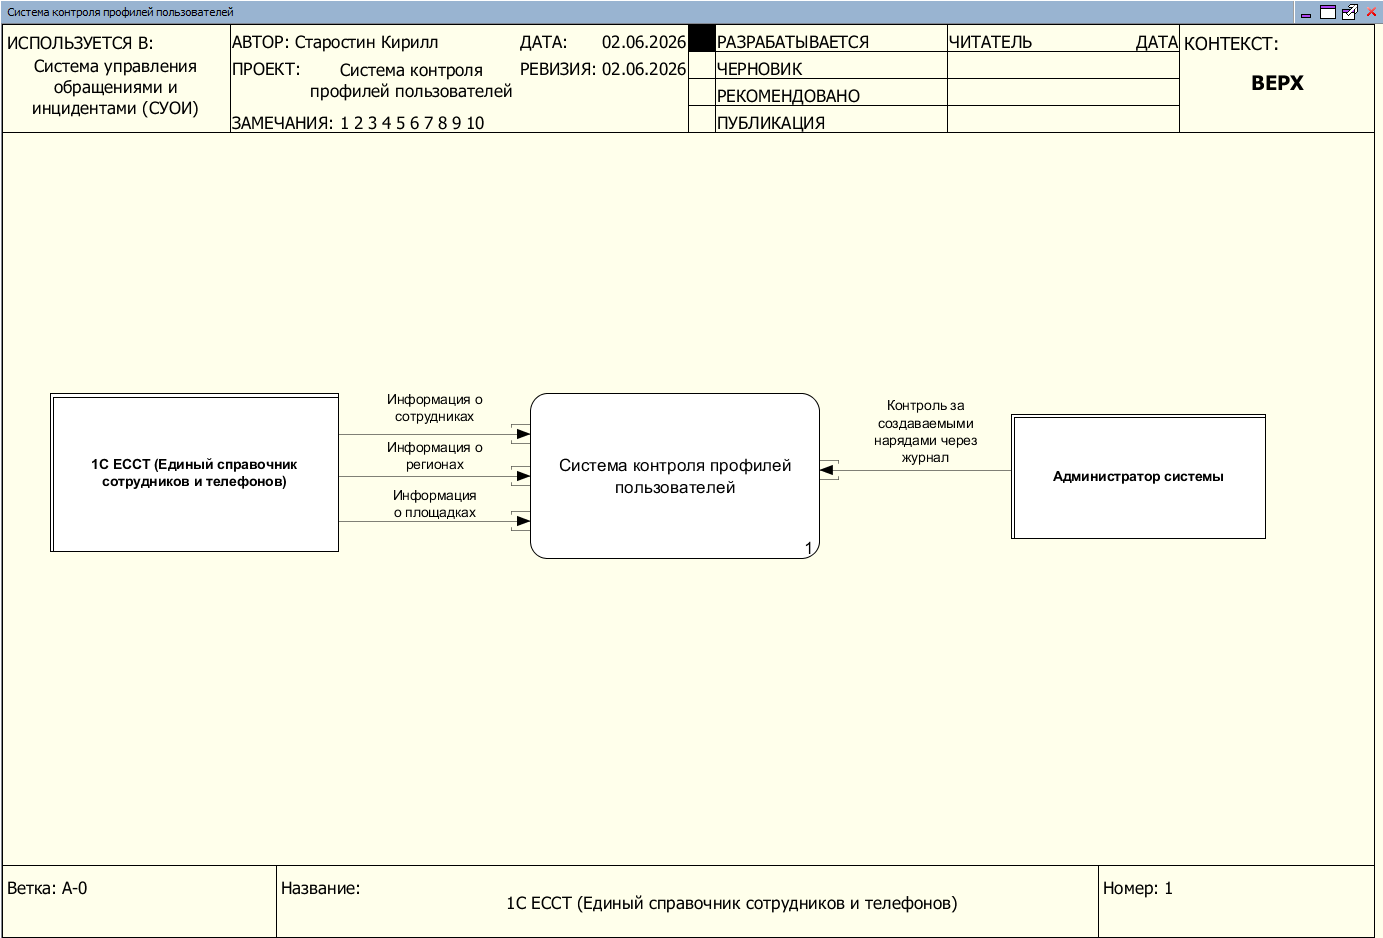 Система контроля профилей пользователей
ИСПОЛЬЗУЕТСЯ В:
Система управления
обращениями и
инцидентами (СУОИ)
АВТОР: Старостин Кирилл
ДАТА: 02.06.2026
ПРОЕКТ: Система контроля
профилей пользователей
РЕВИЗИЯ: 02.06.2026
ЗАМЕЧАНИЯ: 1 2 3 4 5 6 7 8 9 10
РАЗРАБАТЫВАЕТСЯ
ЧЕРНОВИК
РЕКОМЕНДОВАНО
ПУБЛИКАЦИЯ
ЧИТАТЕЛЬ
ДАТА
КОНТЕКСТ:
ВЕРХ
1С ЕССТ (Единый справочник
сотрудников и телефонов)
Информация о
сотрудниках
Информация о
регионах
Информация
о площадках
Система контроля профилей
пользователей
1
Контроль за
создаваемыми
нарядами через
журнал
Администратор системы
Ветка: A-0
Название:
1С ЕССТ (Единый справочник сотрудников и телефонов)
Номер: 1